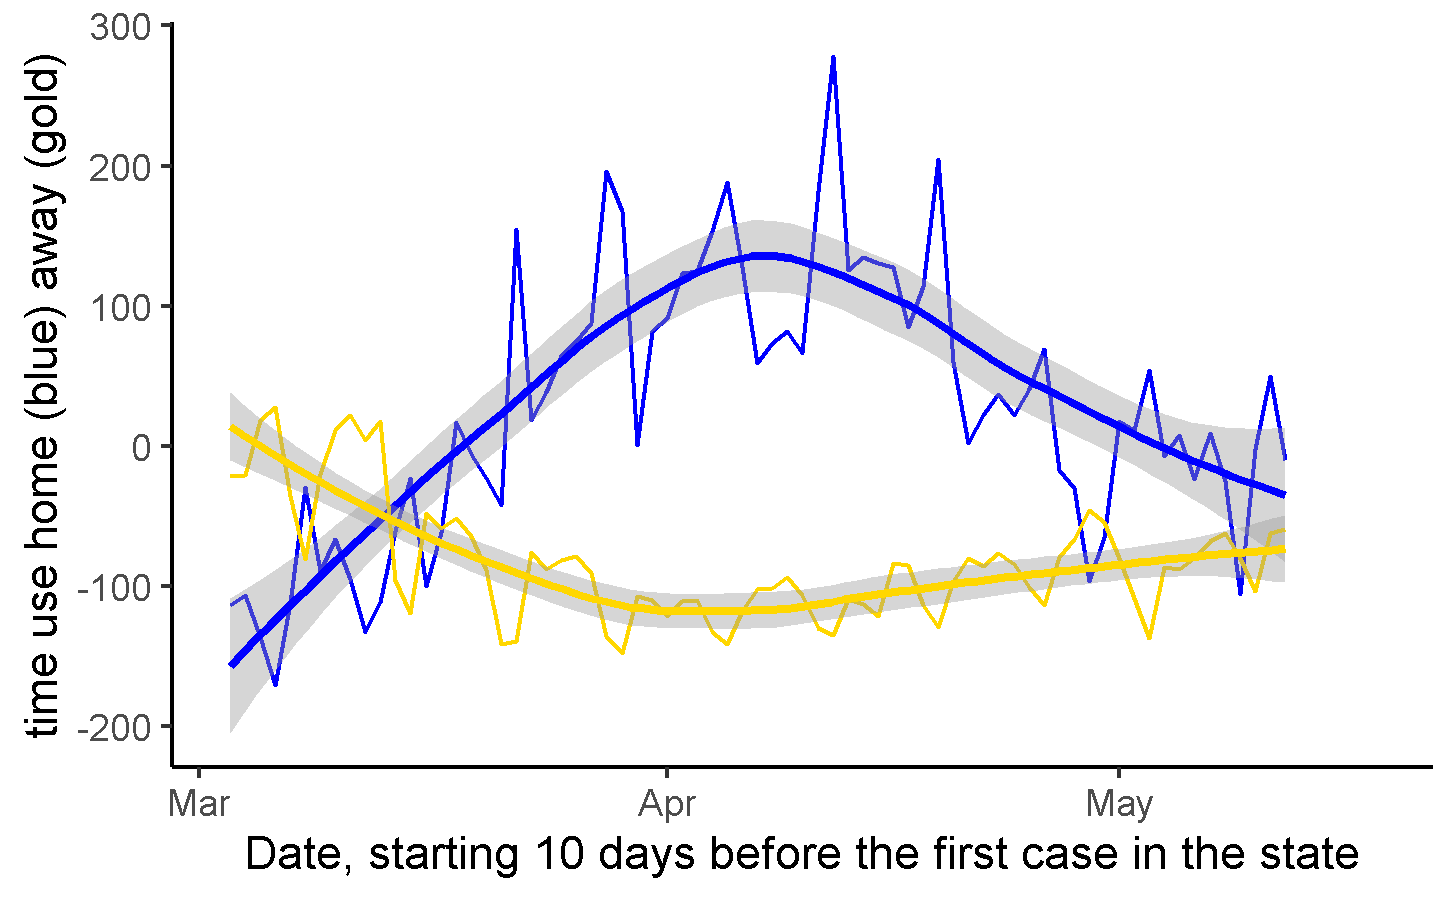 time use home (blue) away (gold)
300
200
100
0
-100
-200
Mar
Apr
May
Date, starting 10 days before the first case in the state